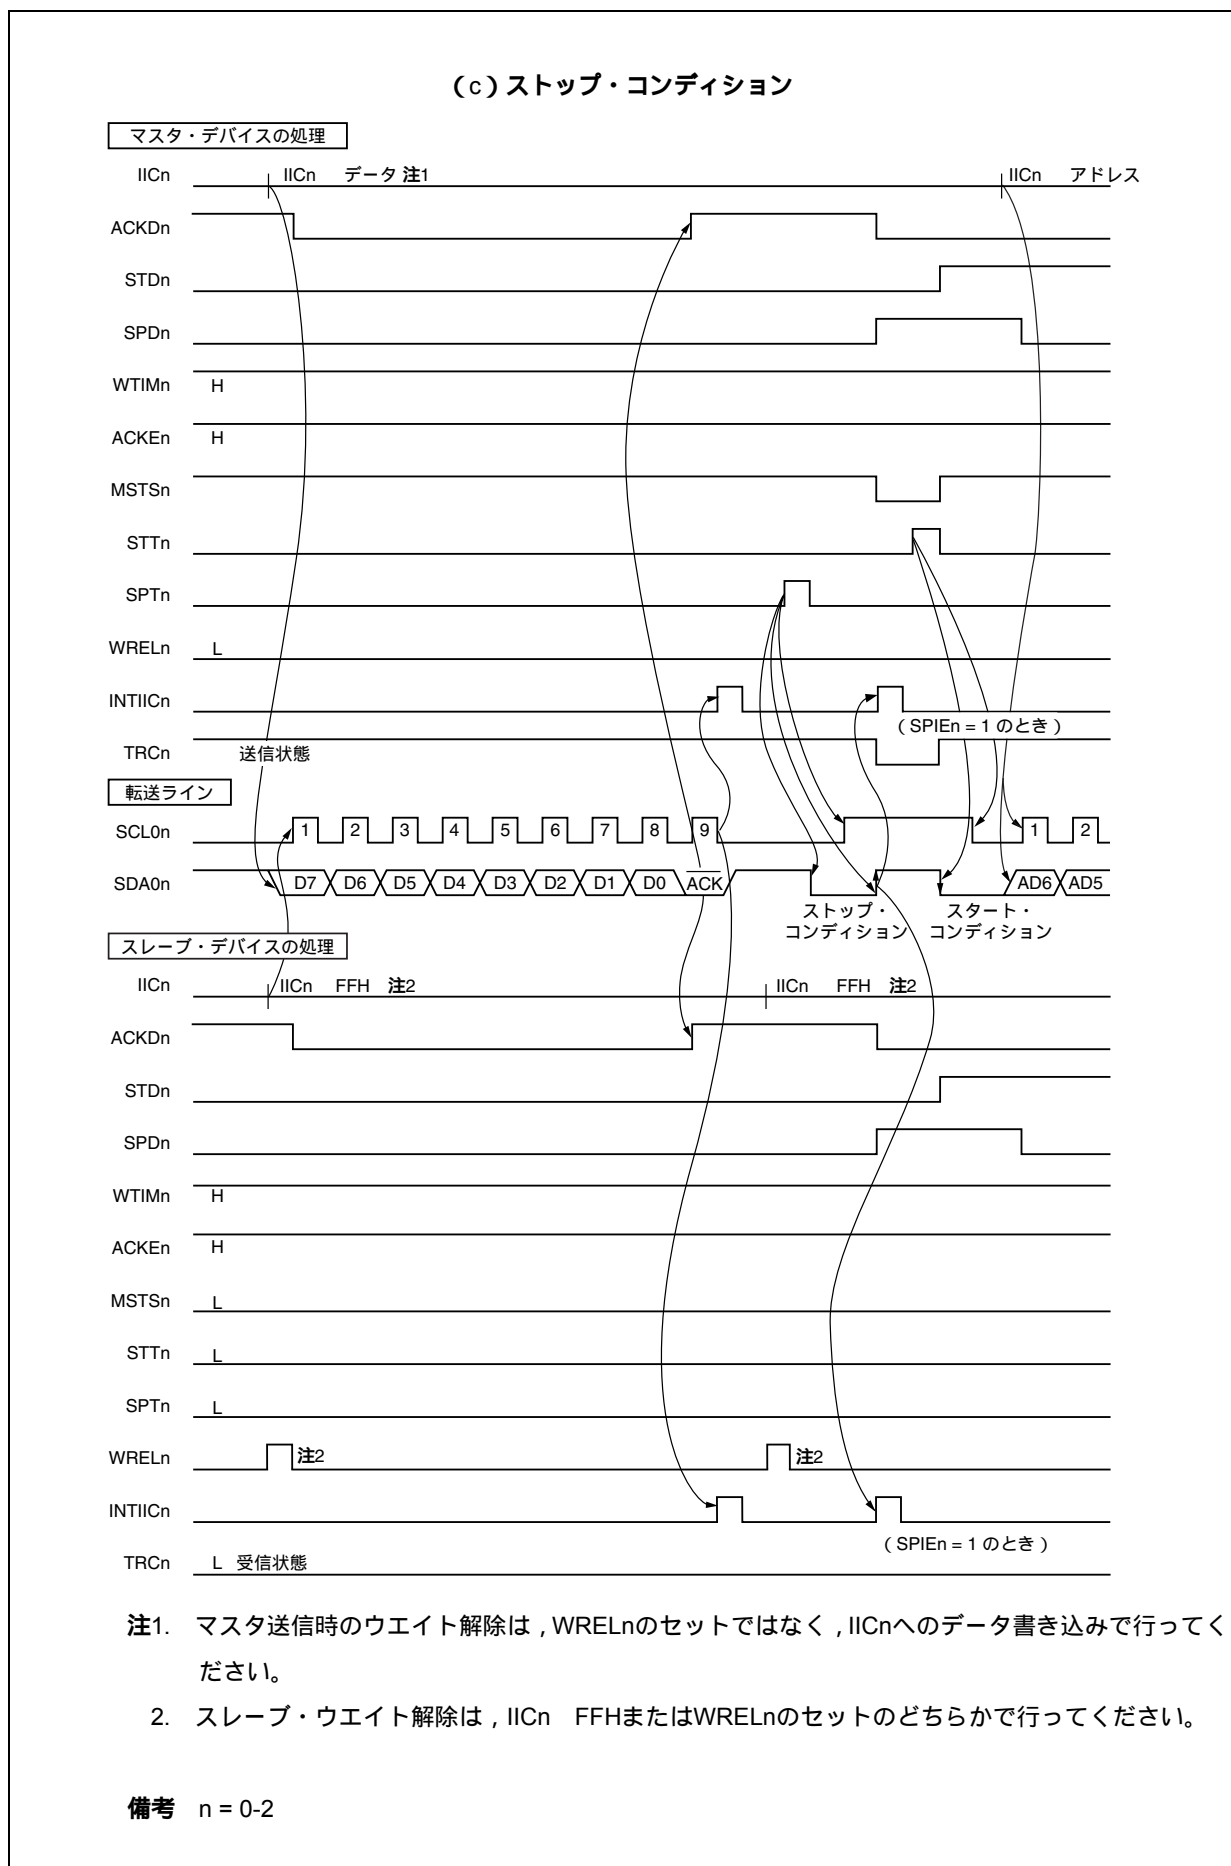 （c）ストップ・コンディション
マスタ・デバイスの処理
IICn IICn データ 注1 IICn アドレス
ACKDn
STDn
SPDn
WTIMn H
ACKEn H
MSTSn
STTn
SPTn
WRELn L
INTIICn
（SPIEn = 1 のとき）
TRCn 送信状態
転送ライン
SCL0n 1 2 3 4 5 6 7 8 9 1 2
SDA0n D7 D6 D5 D4 D3 D2 D1 D0 ACK AD6 AD5
ストップ・ スタート・
コンディション コンディション
スレーブ・デバイスの処理
IICn IICn FFH 注2 IICn FFH 注2
ACKDn
STDn
SPDn
WTIMn H
ACKEn H
MSTSn L
STTn L
SPTn L
WRELn 注2 注2
INTIICn
（SPIEn = 1 のとき）
TRCn L 受信状態
注1. マスタ送信時のウエイト解除は，WRELnのセットではなく，IICnへのデータ書き込みで行ってく
ださい。
2. スレーブ・ウエイト解除は，IICn FFHまたはWRELnのセットのどちらかで行ってください。
備考 n = 0-2